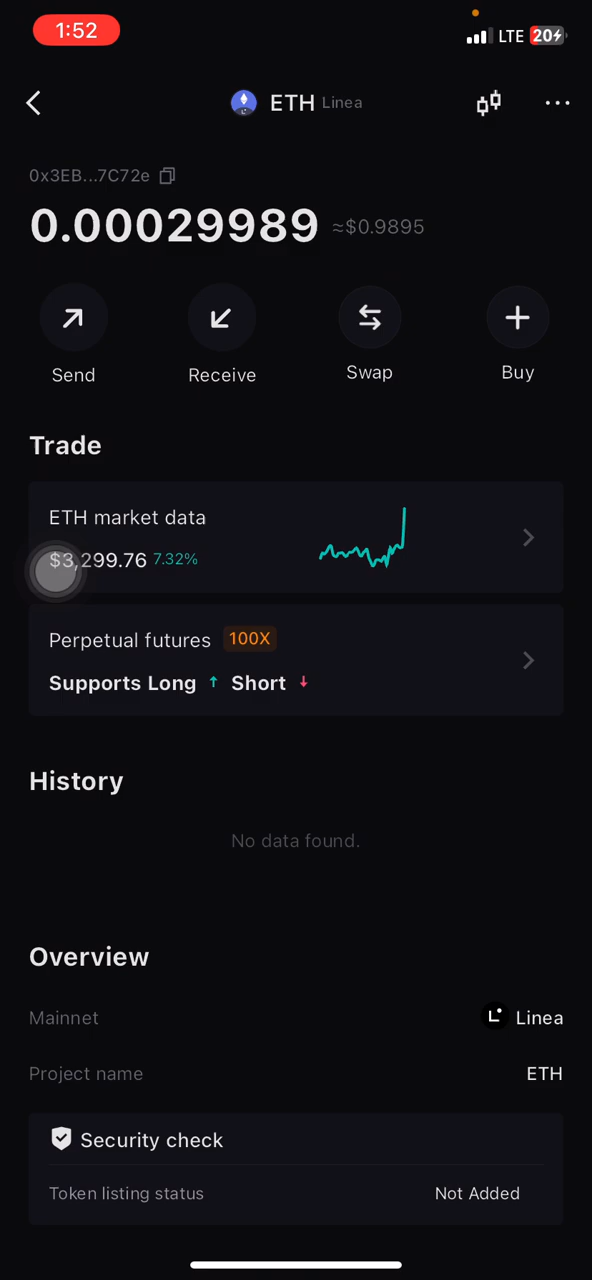 1:52
LTE 20
ETH Linea
0x3EB...7C72e
0.00029989 ≈$0.9895
Send Receive Swap Buy
Trade
ETH market data
$3,299.76 7.32%
Perpetual futures 100X
Supports Long ↑ Short ↓
History
No data found.
Overview
Mainnet Linea
Project name ETH
Security check
Token listing status Not Added